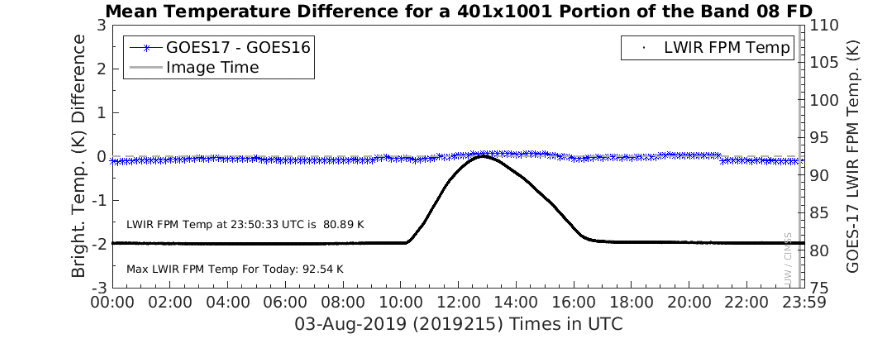 Mean Temperature Difference for a 401x1001 Portion of the Band 08 FD
GOES17 - GOES16
Image Time
LWIR FPM Temp
Bright. Temp. (K) Difference
3
2
1
0
-1
-2
-3
GOES-17 LWIR FPM Temp. (K)
110
105
100
95
90
85
80
75
LWIR FPM Temp at 23:50:33 UTC is 80.89 K
Max LWIR FPM Temp For Today: 92.54 K
UW / CIMSS
00:00 02:00 04:00 06:00 08:00 10:00 12:00 14:00 16:00 18:00 20:00 22:00 23:59
03-Aug-2019 (2019215) Times in UTC